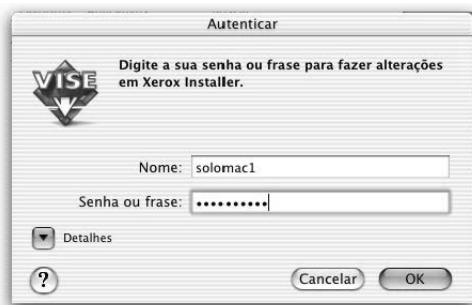 Autenticar
VISE
Digite a sua senha ou frase para fazer alterações
em Xerox Installer.
Nome: solomac1
Senha ou frase: ••••••••••
Detalhes
? Cancelar OK